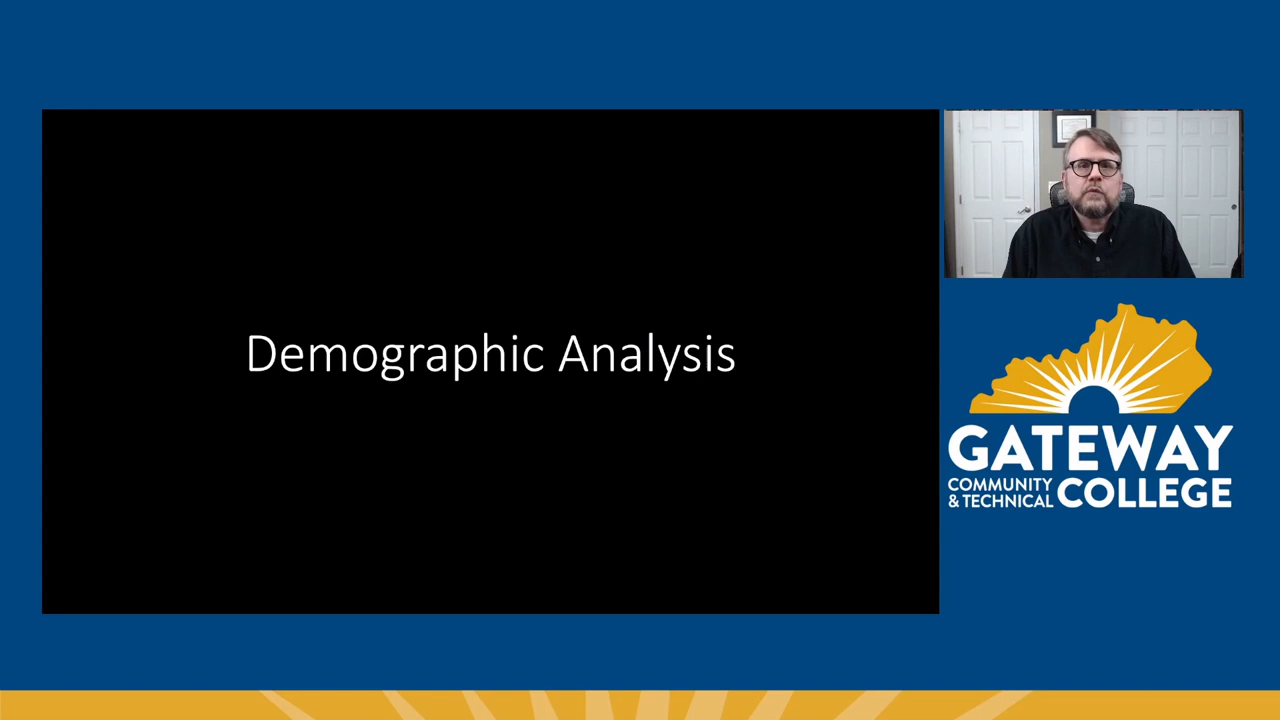 Demographic Analysis
GATEWAY
COMMUNITY
& TECHNICAL
COLLEGE